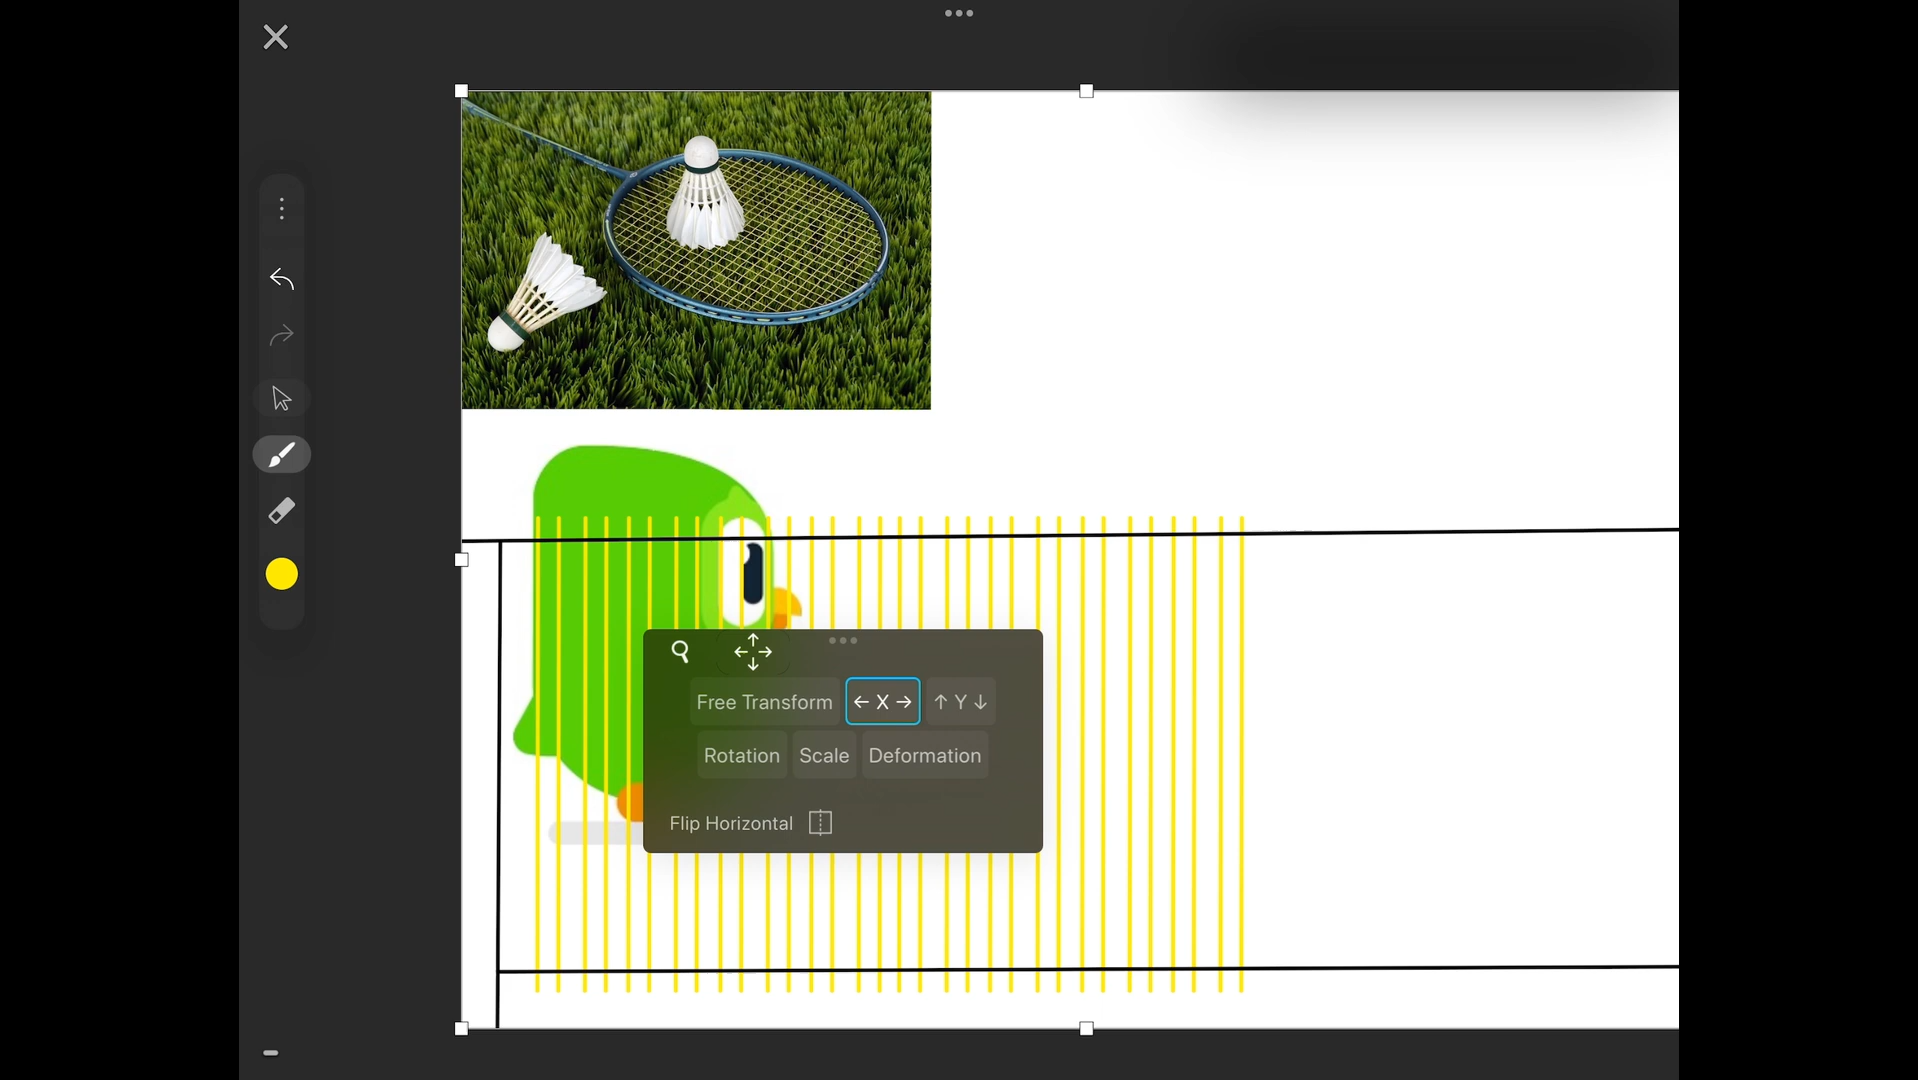 Free Transform ← X → ↑ Y ↓
Rotation Scale Deformation
Flip Horizontal